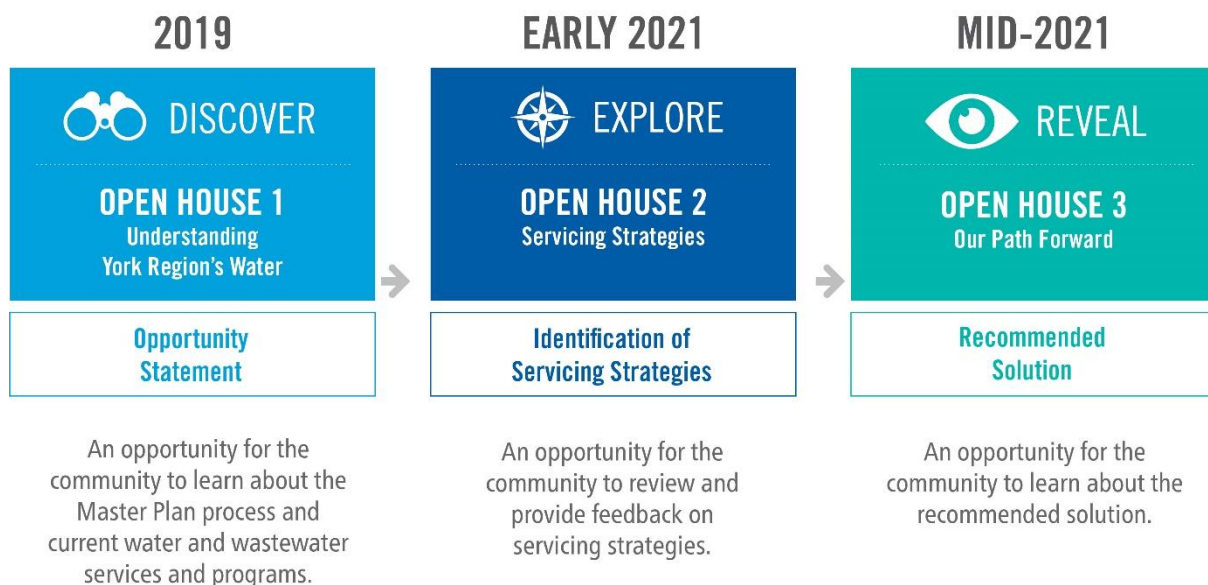 2019
DISCOVER
OPEN HOUSE 1
Understanding
York Region's Water
Opportunity
Statement
An opportunity for the
community to learn about the
Master Plan process and
current water and wastewater
services and programs.
EARLY 2021
EXPLORE
OPEN HOUSE 2
Servicing Strategies
Identification of
Servicing Strategies
An opportunity for the
community to review and
provide feedback on
servicing strategies.
MID-2021
REVEAL
OPEN HOUSE 3
Our Path Forward
Recommended
Solution
An opportunity for the
community to learn about the
recommended solution.